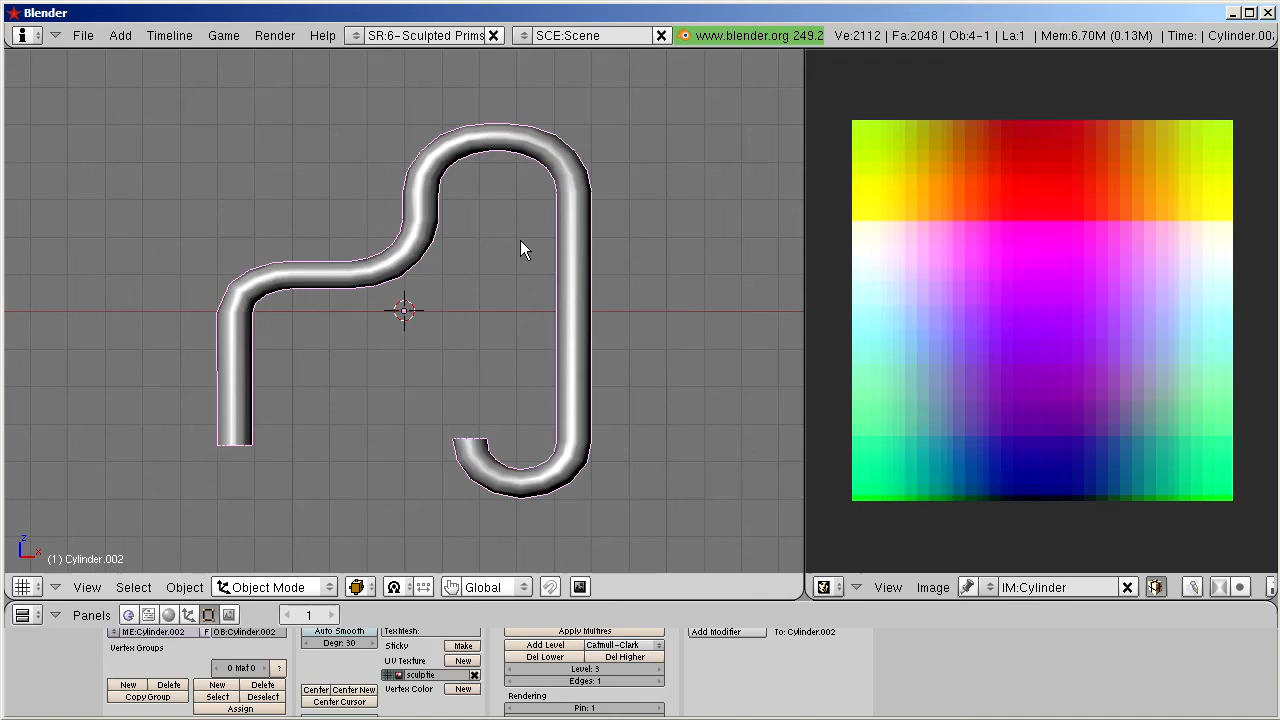 Blender
File Add Timeline Game Render Help SR:6-Sculpted Prims SCE:Scene www.blender.org 249.2 Ve:2112 | Fa:2048 | Ob:4-1 | La:1 | Mem:6.70M (0.13M) | Time: | Cylinder.00
z
x
(1) Cylinder.002
View Select Object Object Mode Global View Image IM:Cylinder
Panels 1
ME:Cylinder.002 F OB:Cylinder.002 Auto Smooth TexMesh: Apply Multires Add Modifier To: Cylinder.002
Degr: 30 Sticky Make Add Level Catmull-Clark
Vertex Groups Del Lower Del Higher
0 Mat 0 ? UV Texture New Level: 3
sculptie Edges: 1
New Delete New Delete Center Center New Vertex Color New
Copy Group Select Deselect Center Cursor Rendering
Assign Pin: 1